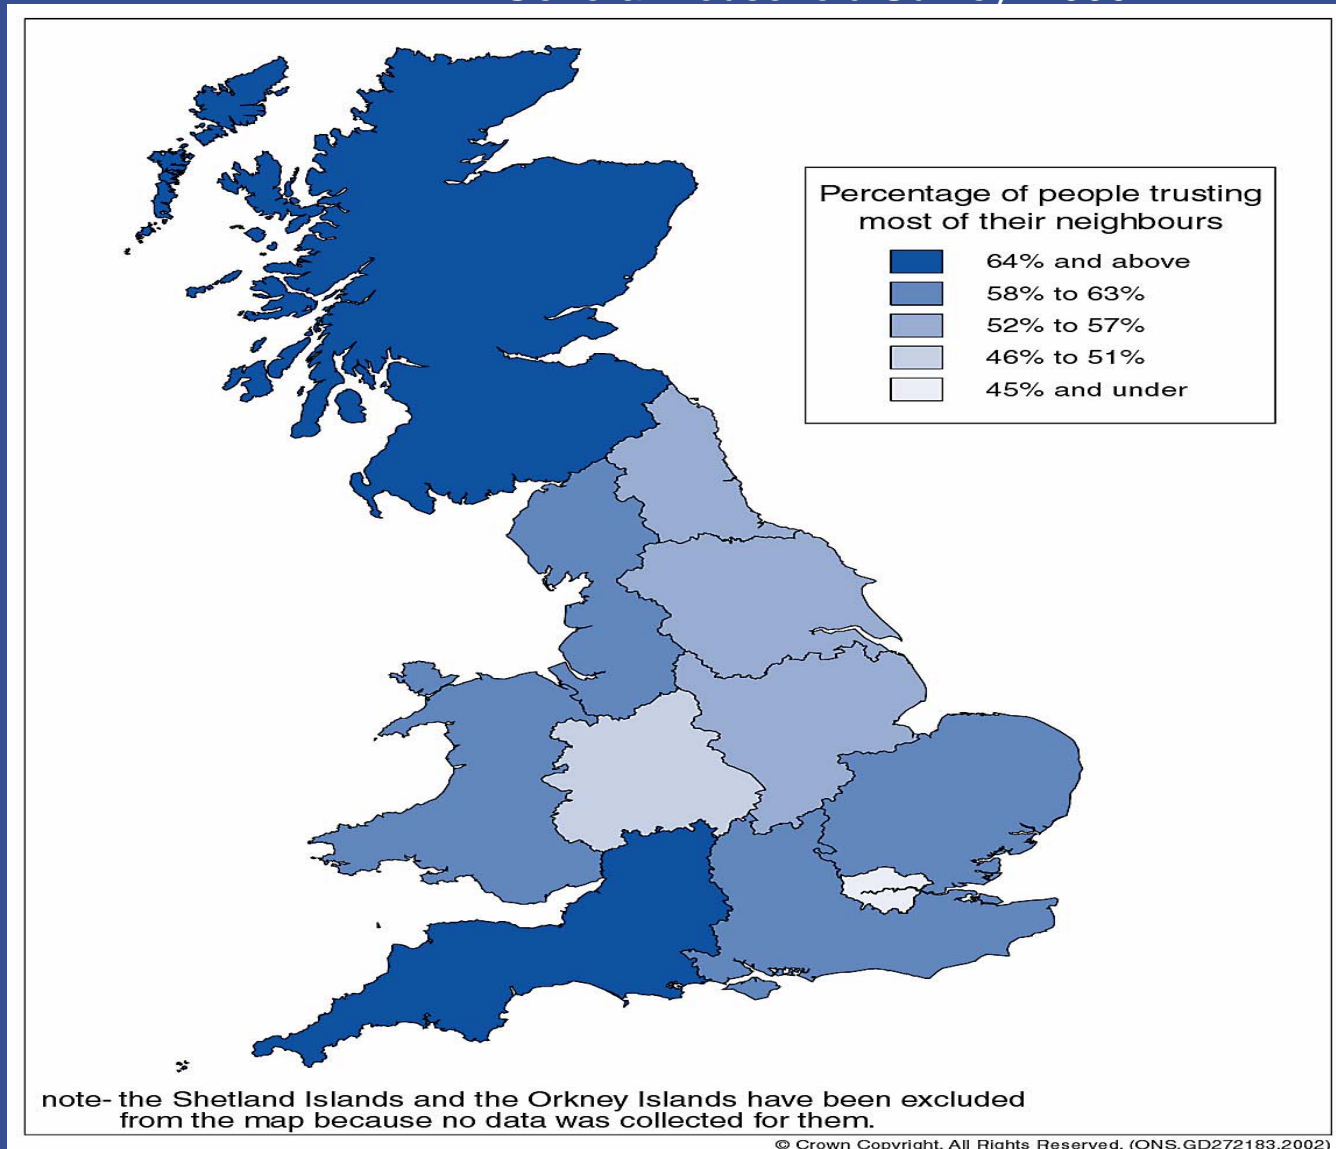 Percentage of people trusting
most of their neighbours
64% and above
58% to 63%
52% to 57%
46% to 51%
45% and under
note- the Shetland Islands and the Orkney Islands have been excluded
from the map because no data was collected for them.
© Crown Copyright. All Rights Reserved. (ONS.GD272183.2002)